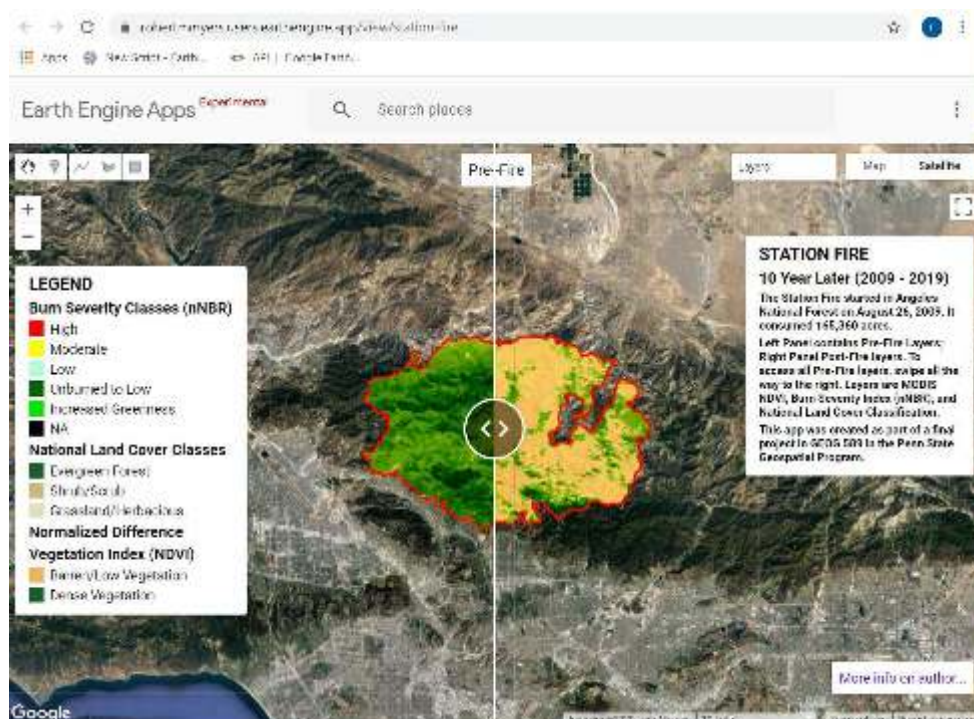 Apps
Earth Engine Apps Experimental
Search places
Pre-Fire
Layers
Map
Satellite
+
−
LEGEND
Burn Severity Classes (nNBR)
High
Moderate
Low
Unburned to Low
Increased Greenness
NA
National Land Cover Classes
Evergreen Forest
Shrub/Scrub
Grassland/Herbacious
Normalized Difference
Vegetation Index (NDVI)
Barren/Low Vegetation
Dense Vegetation
STATION FIRE
10 Year Later (2009 - 2019)
The Station Fire started in Angeles
National Forest on August 26, 2009. It
consumed 165,360 acres.
Left Panel contains Pre-Fire Layers;
Right Panel Post-Fire layers. To
access all Pre-Fire layers, swipe all the
way to the right. Layers are MODIS
NDVI, Burn Severity Index (nNBR), and
National Land Cover Classification.
This app was created as part of a final
project in GEOG 589 in the Penn State
Geospatial Program.
More info on author...
Google